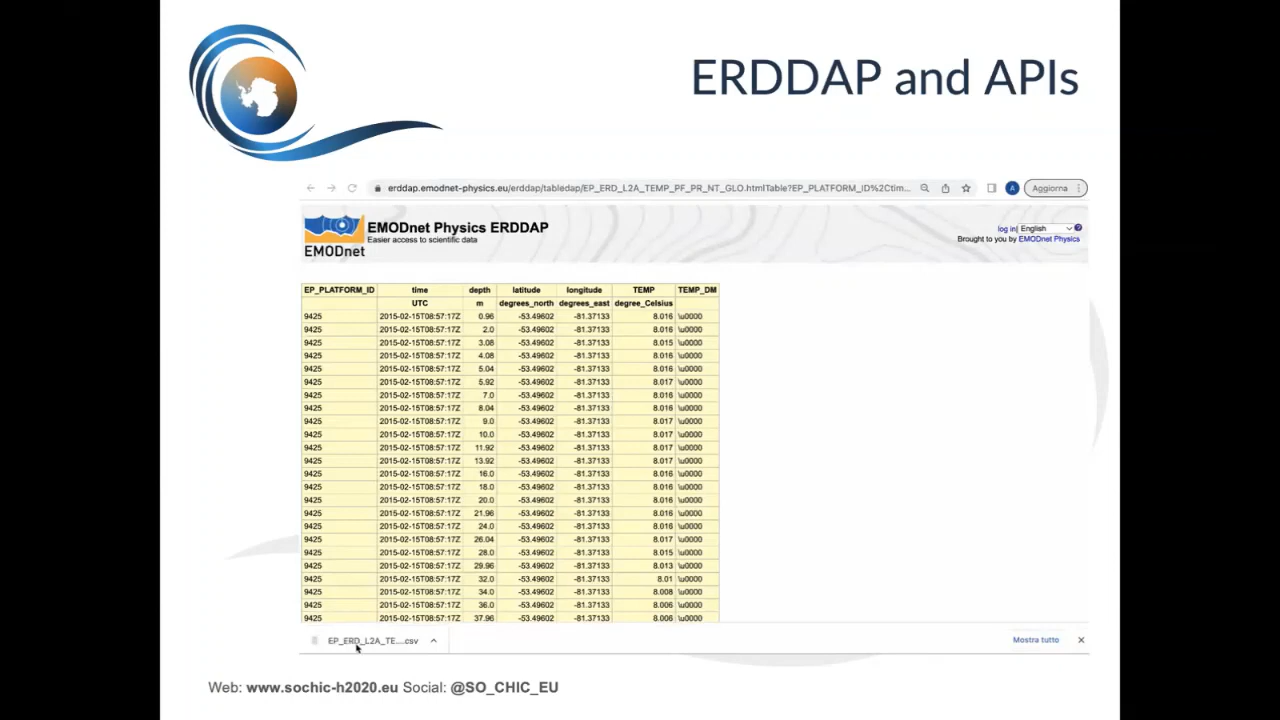 ERDDAP and APIs
erddap.emodnet-physics.eu/erddap/tabledap/EP_ERD_L2A_TEMP_PF_PR_NT_GLO.htmlTable?EP_PLATFORM_ID%2Ctim... A Aggiorna
EMODnet Physics ERDDAP
Easier access to scientific data
EMODnet
log in| English
Brought to you by EMODnet Physics
EP_PLATFORM_ID time depth latitude longitude TEMP TEMP_DM
UTC m degrees_north degrees_east degree_Celsius
9425 2015-02-15T08:57:17Z 0.96 -53.49602 -81.37133 8.016 \u0000
9425 2015-02-15T08:57:17Z 2.0 -53.49602 -81.37133 8.016 \u0000
9425 2015-02-15T08:57:17Z 3.08 -53.49602 -81.37133 8.015 \u0000
9425 2015-02-15T08:57:17Z 4.08 -53.49602 -81.37133 8.016 \u0000
9425 2015-02-15T08:57:17Z 5.04 -53.49602 -81.37133 8.016 \u0000
9425 2015-02-15T08:57:17Z 5.92 -53.49602 -81.37133 8.017 \u0000
9425 2015-02-15T08:57:17Z 7.0 -53.49602 -81.37133 8.016 \u0000
9425 2015-02-15T08:57:17Z 8.04 -53.49602 -81.37133 8.016 \u0000
9425 2015-02-15T08:57:17Z 9.0 -53.49602 -81.37133 8.017 \u0000
9425 2015-02-15T08:57:17Z 10.0 -53.49602 -81.37133 8.017 \u0000
9425 2015-02-15T08:57:17Z 11.92 -53.49602 -81.37133 8.017 \u0000
9425 2015-02-15T08:57:17Z 13.92 -53.49602 -81.37133 8.017 \u0000
9425 2015-02-15T08:57:17Z 16.0 -53.49602 -81.37133 8.016 \u0000
9425 2015-02-15T08:57:17Z 18.0 -53.49602 -81.37133 8.016 \u0000
9425 2015-02-15T08:57:17Z 20.0 -53.49602 -81.37133 8.016 \u0000
9425 2015-02-15T08:57:17Z 21.96 -53.49602 -81.37133 8.016 \u0000
9425 2015-02-15T08:57:17Z 24.0 -53.49602 -81.37133 8.016 \u0000
9425 2015-02-15T08:57:17Z 26.04 -53.49602 -81.37133 8.017 \u0000
9425 2015-02-15T08:57:17Z 28.0 -53.49602 -81.37133 8.015 \u0000
9425 2015-02-15T08:57:17Z 29.96 -53.49602 -81.37133 8.013 \u0000
9425 2015-02-15T08:57:17Z 32.0 -53.49602 -81.37133 8.01 \u0000
9425 2015-02-15T08:57:17Z 34.0 -53.49602 -81.37133 8.008 \u0000
9425 2015-02-15T08:57:17Z 36.0 -53.49602 -81.37133 8.006 \u0000
9425 2015-02-15T08:57:17Z 37.96 -53.49602 -81.37133 8.006 \u0000
EP_ERD_L2A_TE....csv Mostra tutto
Web: www.sochic-h2020.eu Social: @SO_CHIC_EU